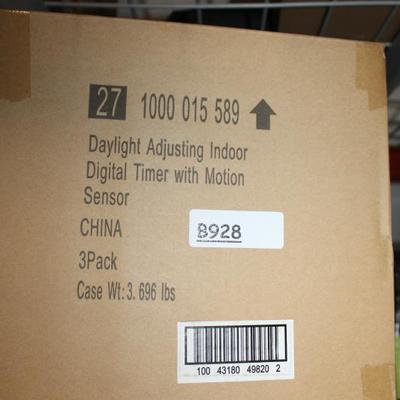 27 1000 015 589
Daylight Adjusting Indoor
Digital Timer with Motion
Sensor
CHINA
B928
3Pack
Case Wt: 3. 696 lbs
100 43180 49820 2